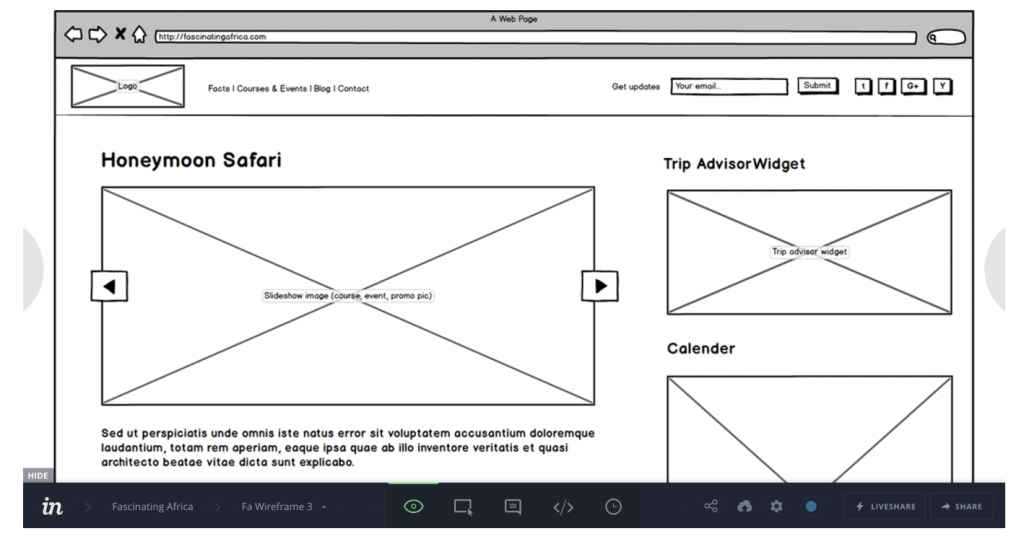 A Web Page
http://fascinatingafrica.com
Logo
Facts | Courses & Events | Blog | Contact
Get updates
Your email...
Submit
t
f
G+
Y
Honeymoon Safari
Slideshow image (course, event, promo pic)
Sed ut perspiciatis unde omnis iste natus error sit voluptatem accusantium doloremque
laudantium, totam rem aperiam, eaque ipsa quae ab illo inventore veritatis et quasi
architecto beatae vitae dicta sunt explicabo.
Trip AdvisorWidget
Trip advisor widget
Calender
HIDE
in
Fascinating Africa
Fa Wireframe 3
LIVESHARE
SHARE